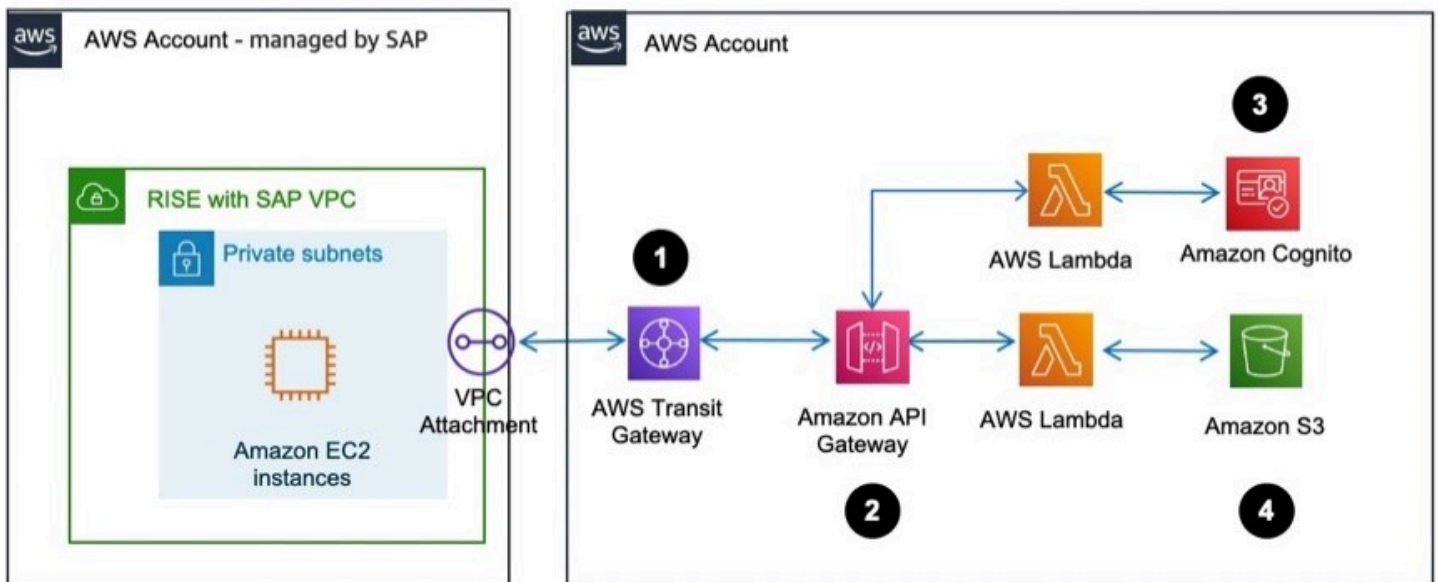 aws
AWS Account - managed by SAP
RISE with SAP VPC
Private subnets
Amazon EC2
instances
VPC
Attachment
aws
AWS Account
1
AWS Transit
Gateway
</>
Amazon API
Gateway
2
AWS Lambda
3
Amazon Cognito
AWS Lambda
Amazon S3
4